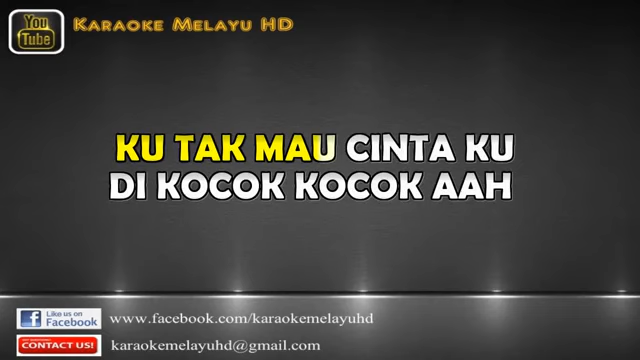 You
Tube
KARAOKE MELAYU HD
KU TAK MAU CINTA KU
DI KOCOK KOCOK AAH
Like us on
Facebook
www.facebook.com/karaokemelayuhd
CONTACT US!
karaokemelayuhd@gmail.com